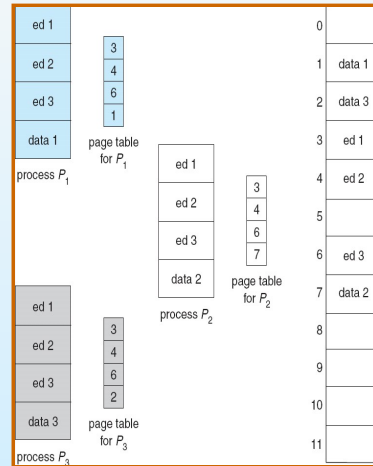 ed 1
ed 2
ed 3
data 1
process P1
3
4
6
1
page table
for P1
ed 1
ed 2
ed 3
data 2
process P2
3
4
6
7
page table
for P2
ed 1
ed 2
ed 3
data 3
process P3
3
4
6
2
page table
for P3
0
1 data 1
2 data 3
3 ed 1
4 ed 2
5
6 ed 3
7 data 2
8
9
10
11